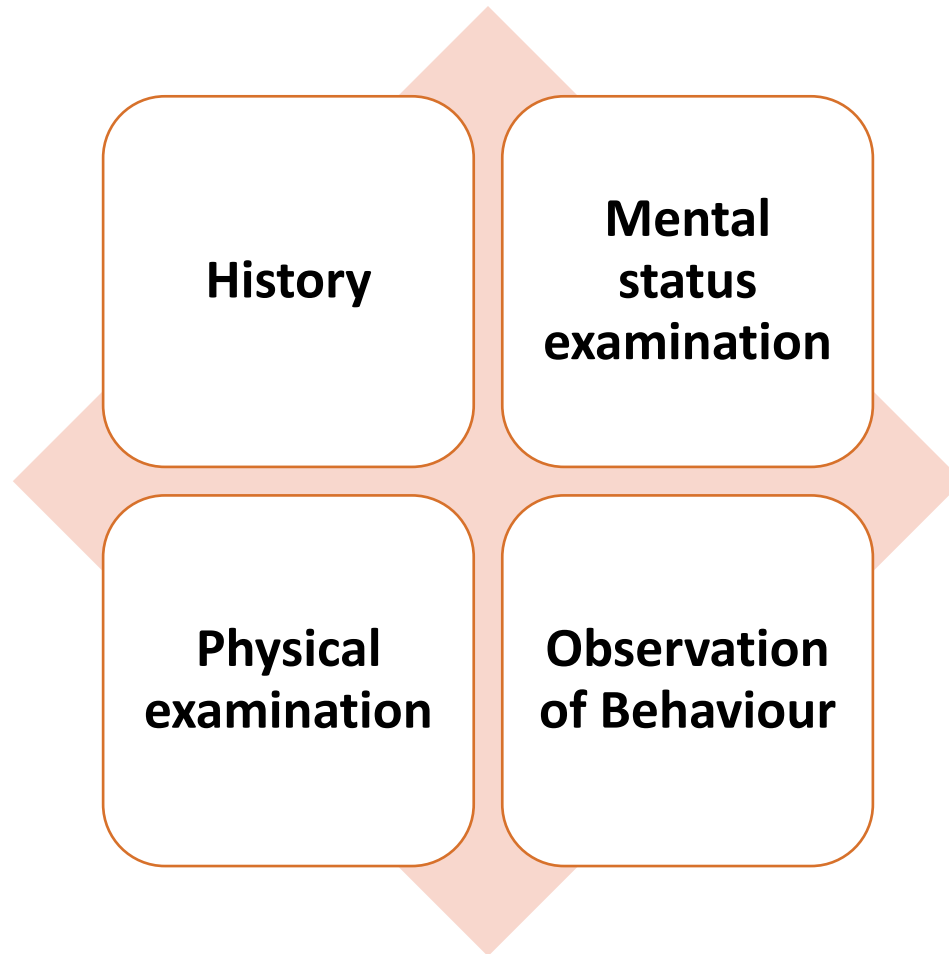 History
Mental
status
examination
Physical
examination
Observation
of Behaviour